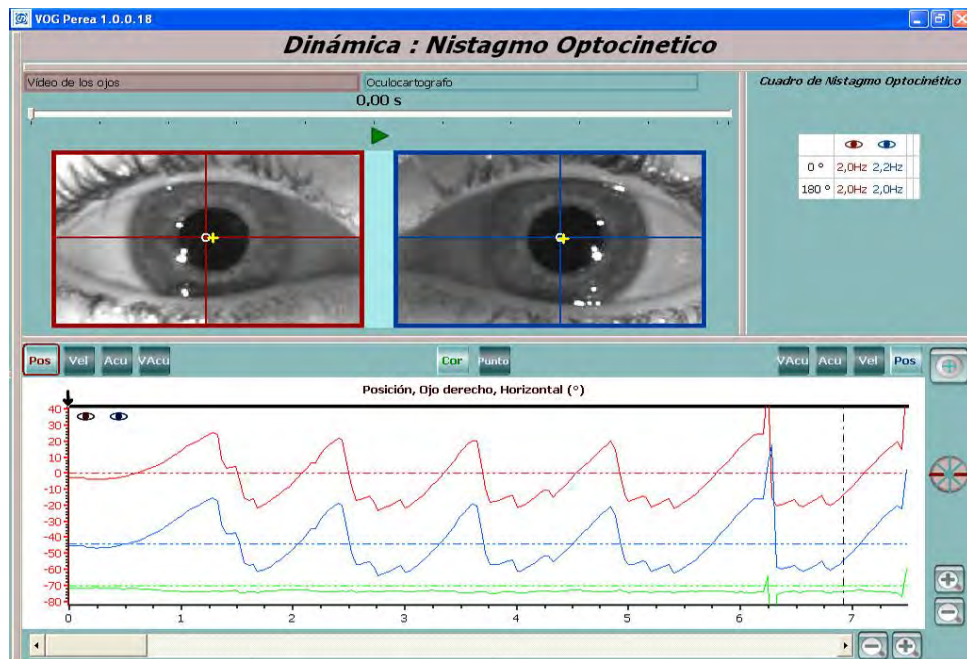 VOG Perea 1.0.0.18
Dinámica : Nistagmo Optocinetico
Vídeo de los ojos
Oculocartografo
0,00 s
Cuadro de Nistagmo Optocinético
0 º 2,0Hz 2,2Hz
180 º 2,0Hz 2,0Hz
Pos Vel Acu VAcu Cor Punto VAcu Acu Vel Pos
Posición, Ojo derecho, Horizontal (°)
40
30
20
10
0
-10
-20
-30
-40
-50
-60
-70
-80
0 1 2 3 4 5 6 7